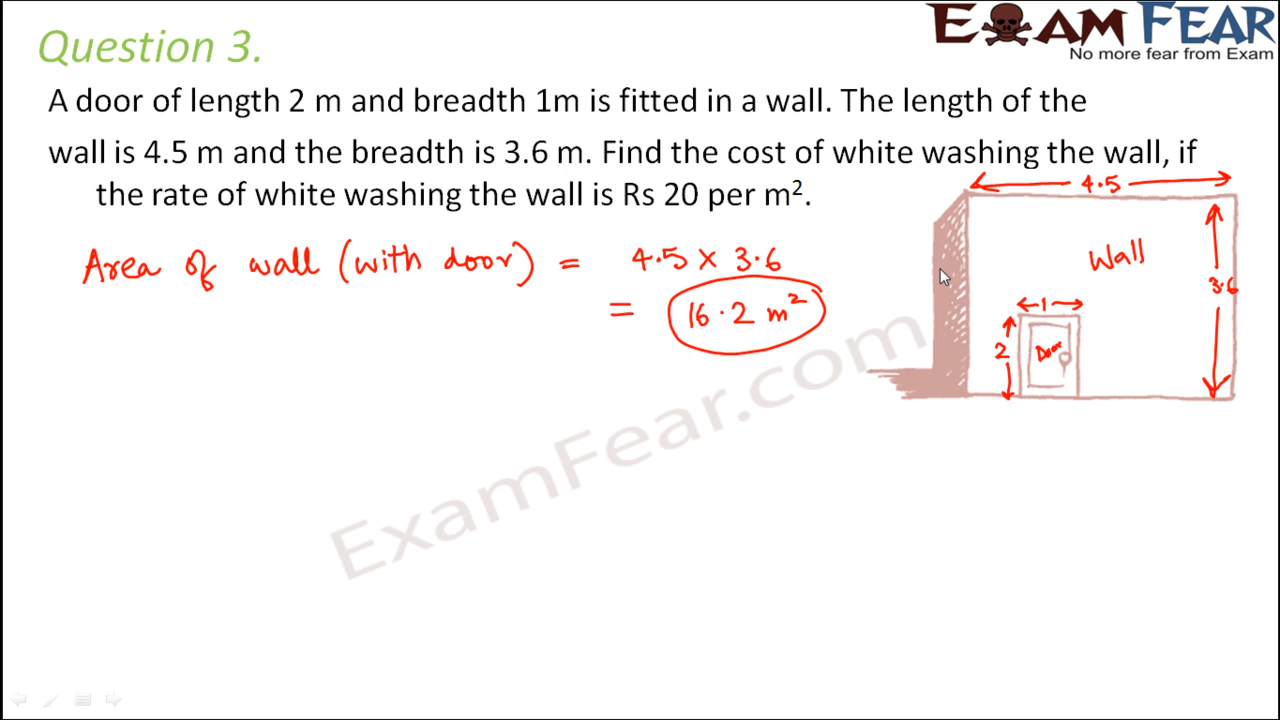 Question 3.
EXAM FEAR
No more fear from Exam
A door of length 2 m and breadth 1m is fitted in a wall. The length of the
wall is 4.5 m and the breadth is 3.6 m. Find the cost of white washing the wall, if
the rate of white washing the wall is Rs 20 per m².
4.5
Area of wall (with door) = 4.5 × 3.6
= 16.2 m²
Wall
3.6
1
2
Door
ExamFear.com